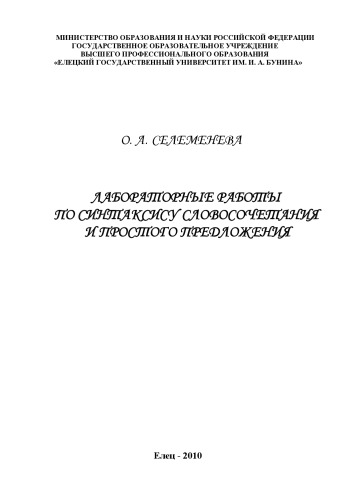 МИНИСТЕРСТВО ОБРАЗОВАНИЯ И НАУКИ РОССИЙСКОЙ ФЕДЕРАЦИИ
ГОСУДАРСТВЕННОЕ ОБРАЗОВАТЕЛЬНОЕ УЧРЕЖДЕНИЕ
ВЫСШЕГО ПРОФЕССИОНАЛЬНОГО ОБРАЗОВАНИЯ
«ЕЛЕЦКИЙ ГОСУДАРСТВЕННЫЙ УНИВЕРСИТЕТ ИМ. И. А. БУНИНА»
О. А. СЕЛЕМЕНЕВА
ЛАБОРАТОРНЫЕ РАБОТЫ
ПО СИНТАКСИСУ СЛОВОСОЧЕТАНИЯ
И ПРОСТОГО ПРЕДЛОЖЕНИЯ
Елец - 2010